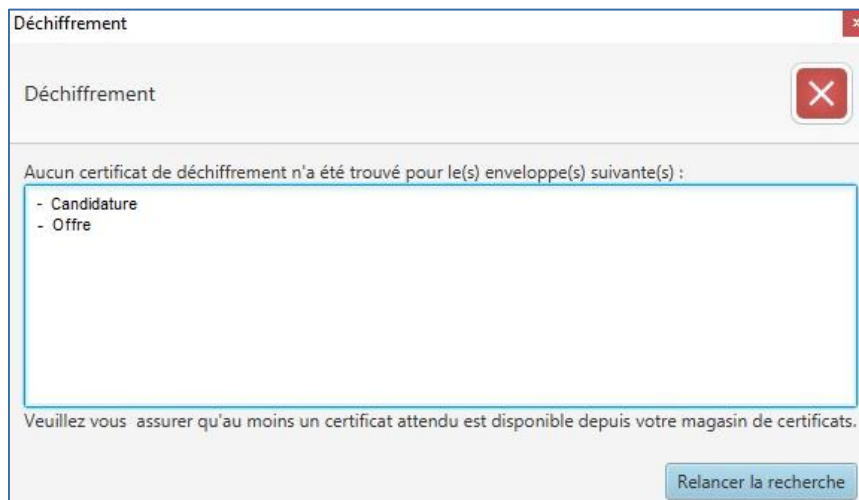 Déchiffrement
Déchiffrement
Aucun certificat de déchiffrement n'a été trouvé pour le(s) enveloppe(s) suivante(s) :
- Candidature
- Offre
Veuillez vous assurer qu'au moins un certificat attendu est disponible depuis votre magasin de certificats.
Relancer la recherche